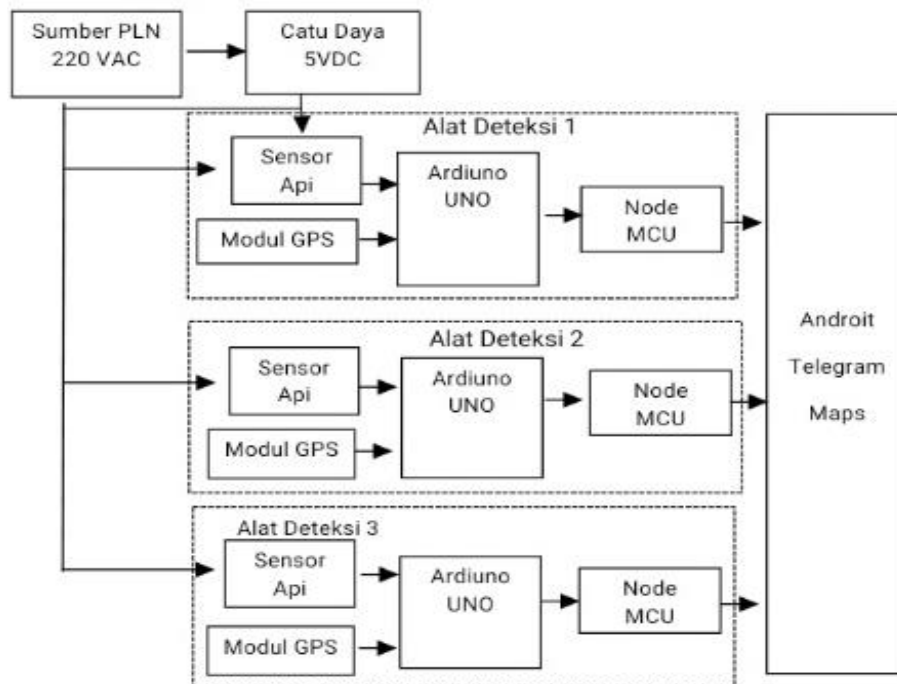 Sumber PLN
220 VAC
Catu Daya
5VDC
Alat Deteksi 1
Sensor
Api
Ardiuno
UNO
Modul GPS
Node
MCU
Alat Deteksi 2
Sensor
Api
Ardiuno
UNO
Modul GPS
Node
MCU
Alat Deteksi 3
Sensor
Api
Ardiuno
UNO
Modul GPS
Node
MCU
Androit
Telegram
Maps